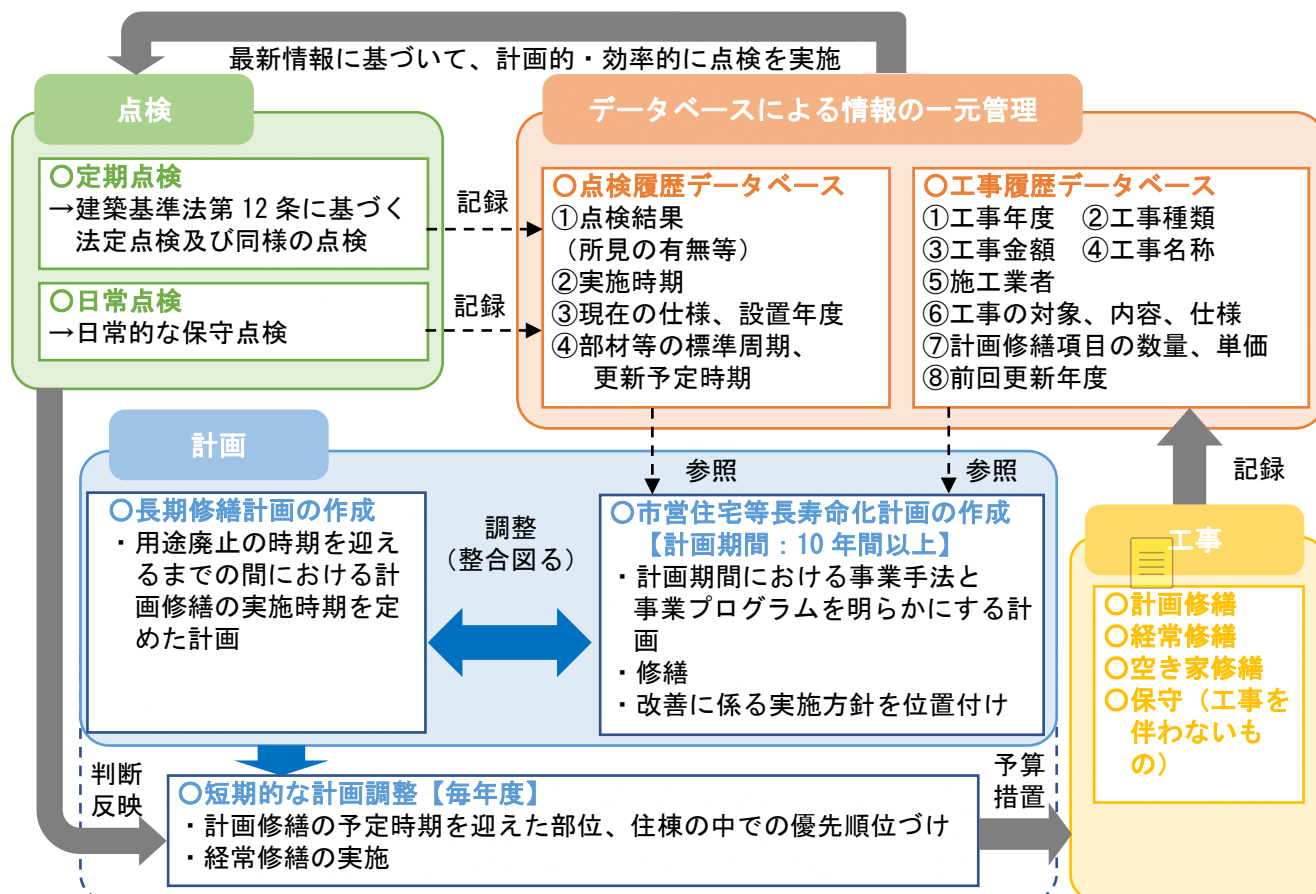 最新情報に基づいて、計画的・効率的に点検を実施
点検
○定期点検
→建築基準法第 12 条に基づく
法定点検及び同様の点検
○日常点検
→日常的な保守点検
記録
記録
データベースによる情報の一元管理
○点検履歴データベース
①点検結果
（所見の有無等）
②実施時期
③現在の仕様、設置年度
④部材等の標準周期、
更新予定時期
○工事履歴データベース
①工事年度　②工事種類
③工事金額　④工事名称
⑤施工業者
⑥工事の対象、内容、仕様
⑦計画修繕項目の数量、単価
⑧前回更新年度
計画
参照
参照
記録
○長期修繕計画の作成
・用途廃止の時期を迎え
るまでの間における計
画修繕の実施時期を定
めた計画
調整
（整合図る）
○市営住宅等長寿命化計画の作成
【計画期間：10 年間以上】
・計画期間における事業手法と
事業プログラムを明らかにする計
画
・修繕
・改善に係る実施方針を位置付け
工事
○計画修繕
○経常修繕
○空き家修繕
○保守（工事を
伴わないも
の）
判断
反映
○短期的な計画調整【毎年度】
・計画修繕の予定時期を迎えた部位、住棟の中での優先順位づけ
・経常修繕の実施
予算
措置